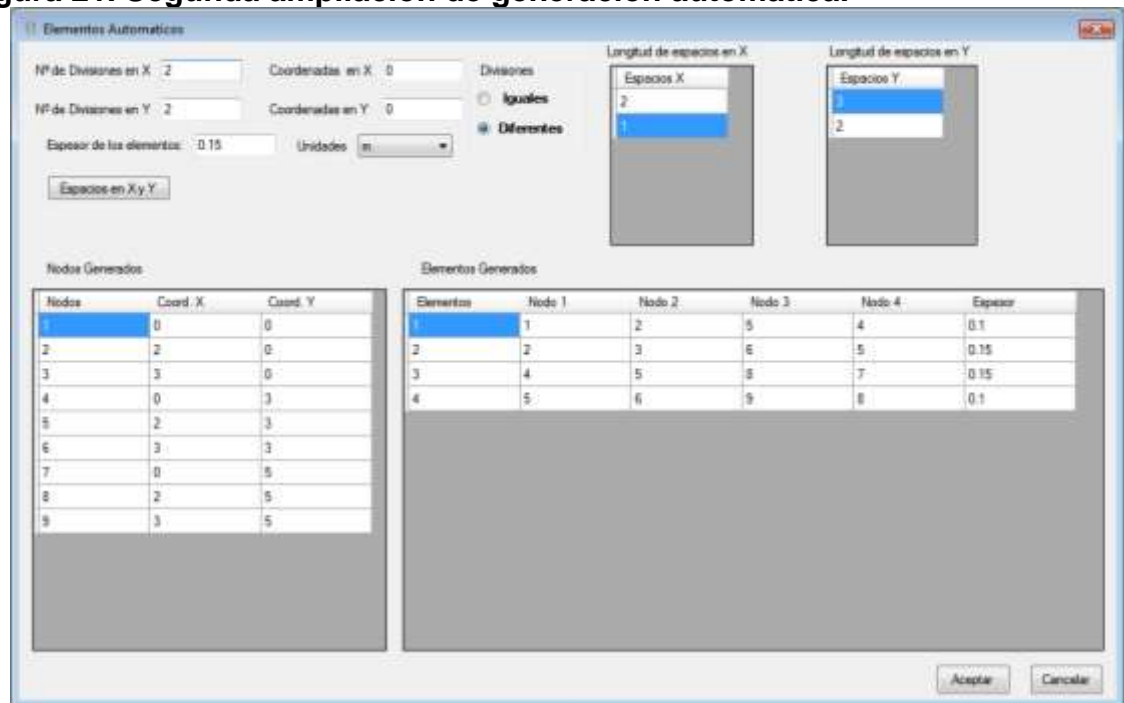 gura 21. Segunda ampliación de generación automática.
Elementos Automaticos
Nº de Divisiones en X 2
Coordenadas en X 0
Divisiones
Iguales
Diferentes
Nº de Divisiones en Y 2
Coordenadas en Y 0
Espesor de los elementos 0.15
Unidades m
Espacios en X y Y
Longitud de espacios en X
Espacios X
2
1
Longitud de espacios en Y
Espacios Y
3
2
Nodos Generados
Nodos Coord. X Coord. Y
1 0 0
2 2 0
3 3 0
4 0 3
5 2 3
6 3 3
7 0 5
8 2 5
9 3 5
Elementos Generados
Elementos Nodo 1 Nodo 2 Nodo 3 Nodo 4 Espesor
1 1 2 5 4 0.1
2 2 3 6 5 0.15
3 4 5 8 7 0.15
4 5 6 9 8 0.1
Aceptar
Cancelar